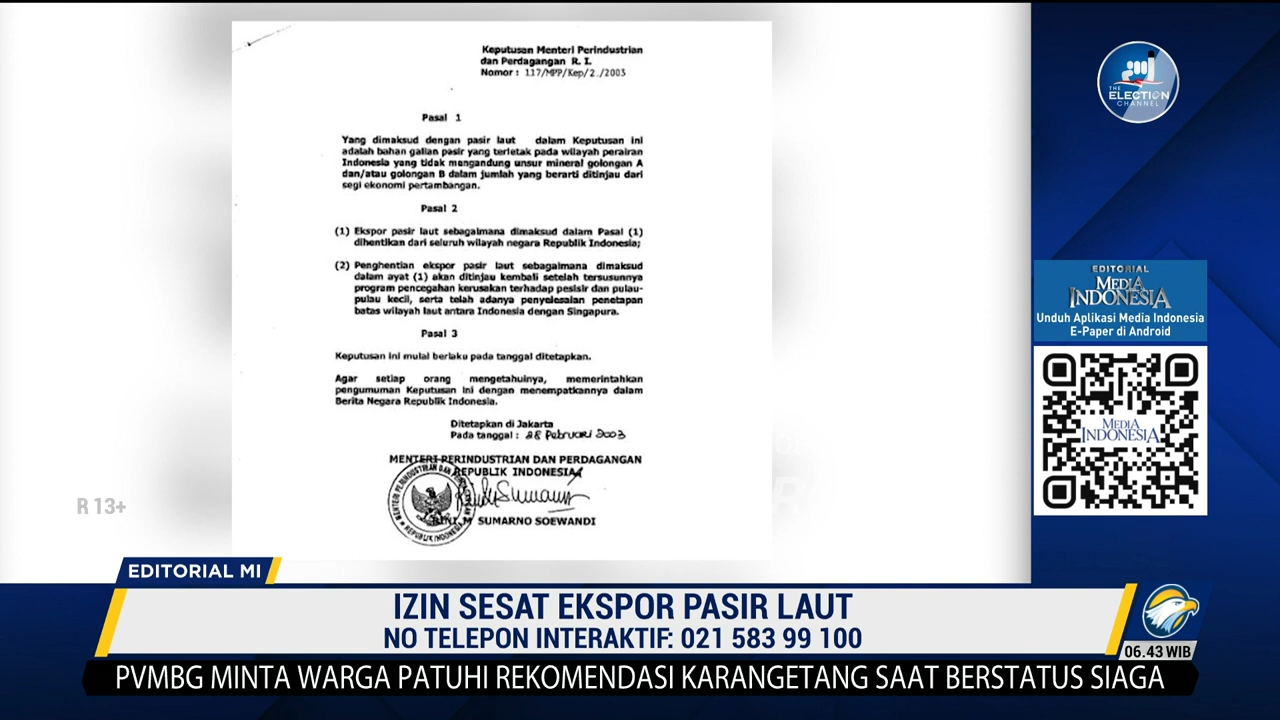 Keputusan Menteri Perindustrian
dan Perdagangan R. I.
Nomor : 117/MPP/Kep/2./2003
Pasal 1
Yang dimaksud dengan pasir laut dalam Keputusan ini
adalah bahan galian pasir yang terletak pada wilayah perairan
Indonesia yang tidak mengandung unsur mineral golongan A
dan/atau golongan B dalam jumlah yang berarti ditinjau dari
segi ekonomi pertambangan.
Pasal 2
(1) Ekspor pasir laut sebagaimana dimaksud dalam Pasal (1)
dihentikan dari seluruh wilayah negara Republik Indonesia;
(2) Penghentian ekspor pasir laut sebagaimana dimaksud
dalam ayat (1) akan ditinjau kembali setelah tersusunnya
program pencegahan kerusakan terhadap pesisir dan pulau-
pulau kecil, serta telah adanya penyelesaian penetapan
batas wilayah laut antara Indonesia dengan Singapura.
Pasal 3
Keputusan ini mulai berlaku pada tanggal ditetapkan.
Agar setiap orang mengetahuinya, memerintahkan
pengumuman Keputusan ini dengan menempatkannya dalam
Berita Negara Republik Indonesia.
Ditetapkan di Jakarta
Pada tanggal : 28 Pebruari 2003
MENTERI PERINDUSTRIAN DAN PERDAGANGAN
REPUBLIK INDONESIA
RINI M SUMARNO SOEWANDI
THE
ELECTION
CHANNEL
EDITORIAL
MEDIA
INDONESIA
Unduh Aplikasi Media Indonesia
E-Paper di Android
MEDIA
INDONESIA
R 13+
EDITORIAL MI
IZIN SESAT EKSPOR PASIR LAUT
NO TELEPON INTERAKTIF: 021 583 99 100
06.43 WIB
PVMBG MINTA WARGA PATUHI REKOMENDASI KARANGETANG SAAT BERSTATUS SIAGA